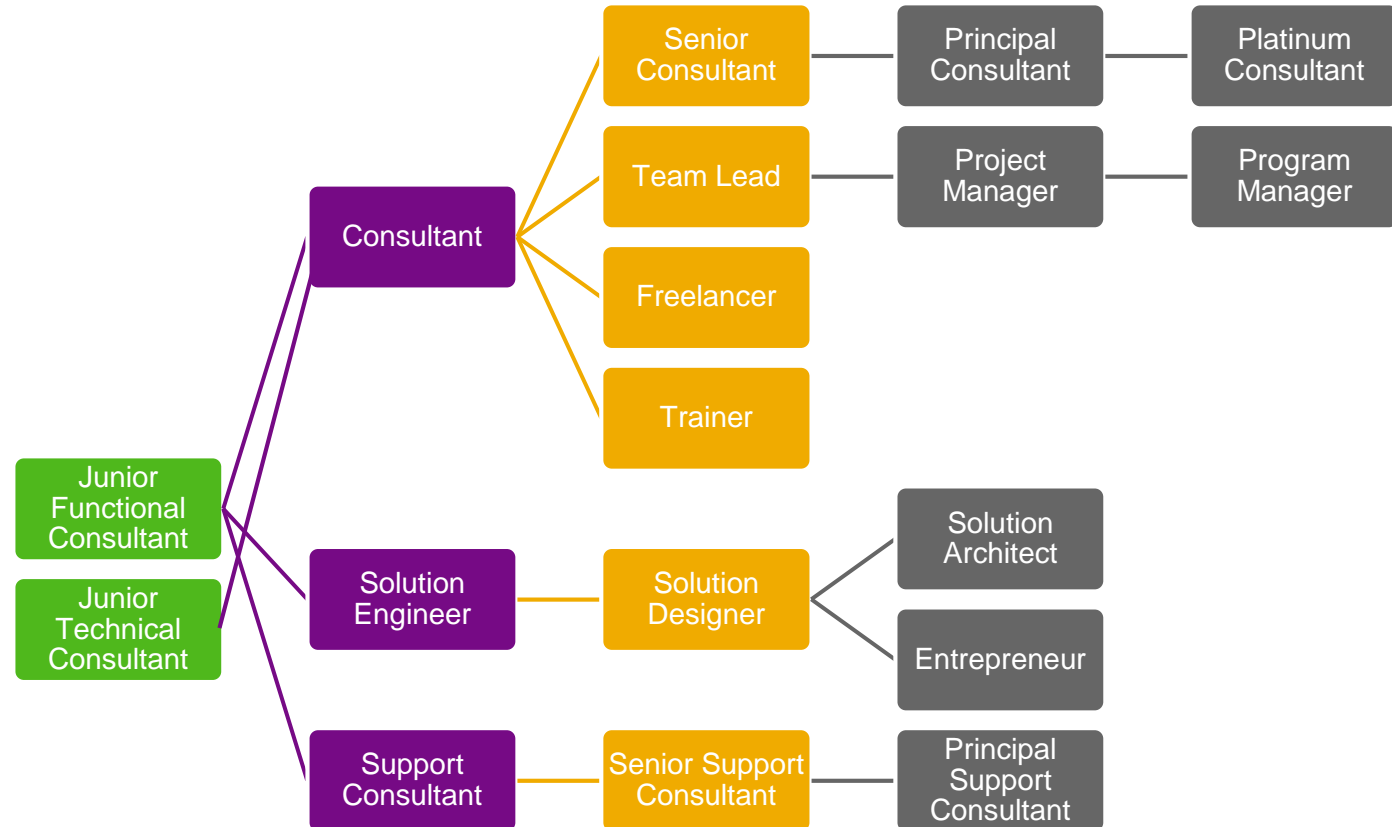 Senior
Consultant
Principal
Consultant
Platinum
Consultant
Team Lead
Project
Manager
Program
Manager
Consultant
Freelancer
Trainer
Junior
Functional
Consultant
Junior
Technical
Consultant
Solution
Engineer
Solution
Designer
Solution
Architect
Entrepreneur
Support
Consultant
Senior Support
Consultant
Principal
Support
Consultant